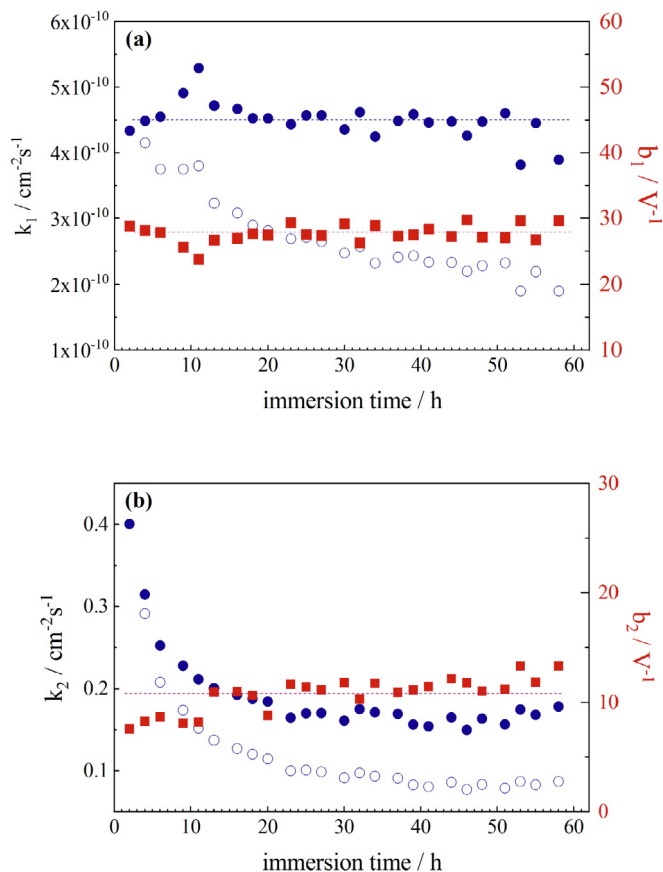 (a)
6x10⁻¹⁰
5x10⁻¹⁰
4x10⁻¹⁰
3x10⁻¹⁰
2x10⁻¹⁰
1x10⁻¹⁰
k₁ / cm⁻²s⁻¹
60
50
40
30
20
10
b₁ / V⁻¹
0 10 20 30 40 50 60
immersion time / h
(b)
0.4
0.3
0.2
0.1
k₂ / cm⁻²s⁻¹
30
20
10
0
b₂ / V⁻¹
0 10 20 30 40 50 60
immersion time / h